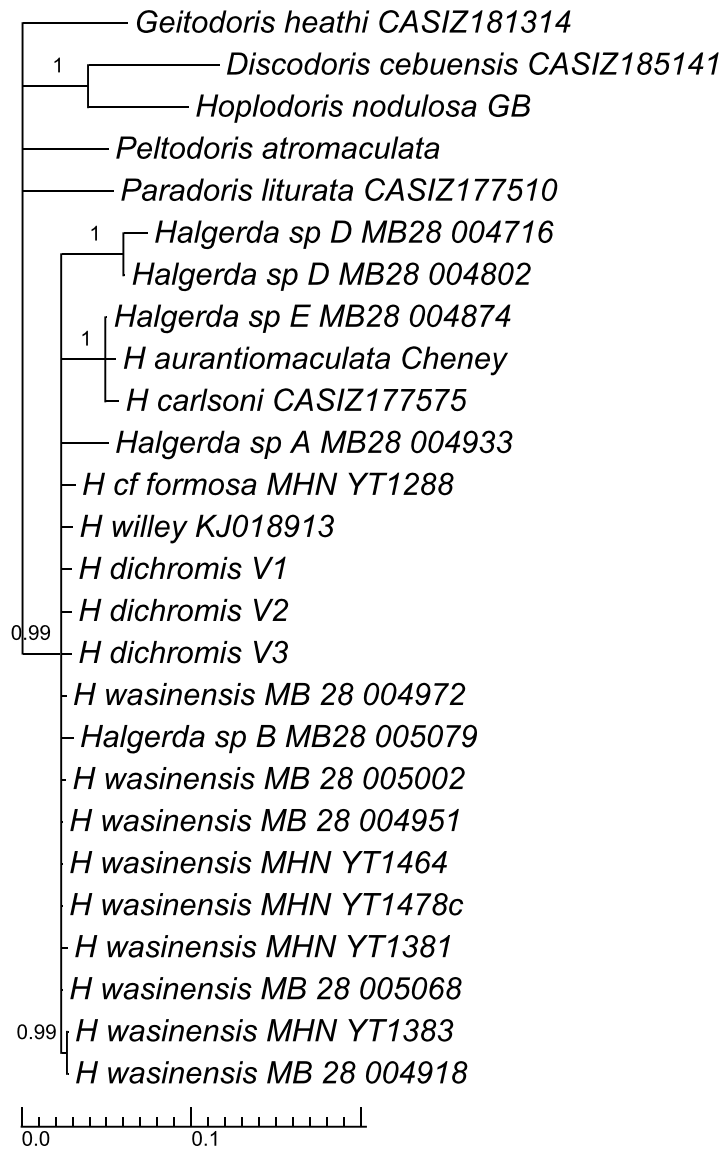 Geitodoris heathi CASIZ181314
1
Discodoris cebuensis CASIZ185141
Hoplodoris nodulosa GB
Peltodoris atromaculata
Paradoris liturata CASIZ177510
1
Halgerda sp D MB28 004716
Halgerda sp D MB28 004802
Halgerda sp E MB28 004874
1
H aurantiomaculata Cheney
H carlsoni CASIZ177575
Halgerda sp A MB28 004933
H cf formosa MHN YT1288
H willey KJ018913
H dichromis V1
H dichromis V2
0.99
H dichromis V3
H wasinensis MB 28 004972
Halgerda sp B MB28 005079
H wasinensis MB 28 005002
H wasinensis MB 28 004951
H wasinensis MHN YT1464
H wasinensis MHN YT1478c
H wasinensis MHN YT1381
H wasinensis MB 28 005068
0.99
H wasinensis MHN YT1383
H wasinensis MB 28 004918
0.0 0.1